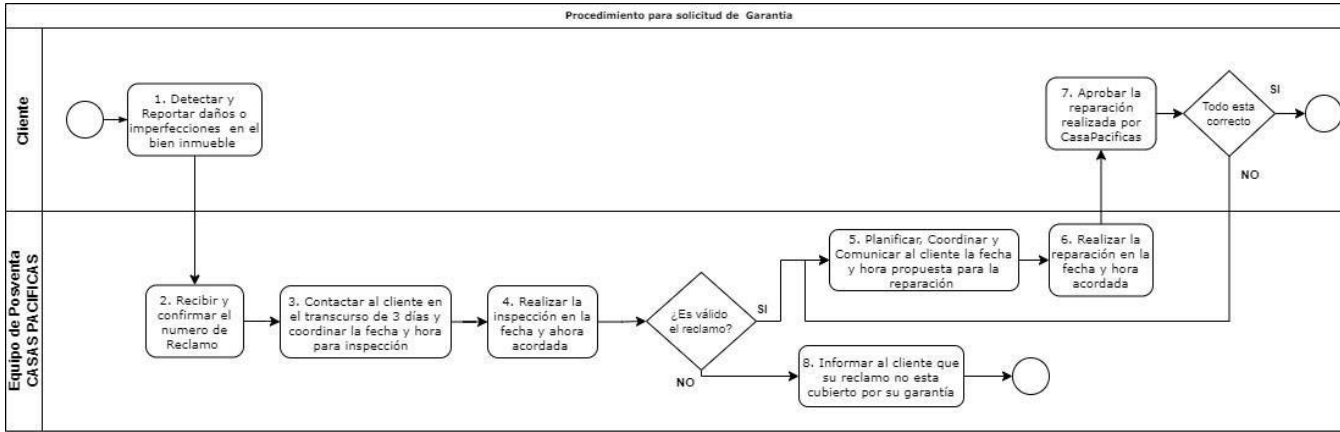 Procedimiento para solicitud de Garantia
Cliente
1. Detectar y
Reportar daños o
imperfecciones en el
bien inmueble
7. Aprobar la
reparación
realizada por
CasaPacificas
Todo esta
correcto
SI
NO
Equipo de Posventa
CASAS PACIFICAS
2. Recibir y
confirmar el
numero de
Reclamo
3. Contactar al cliente en
el transcurso de 3 días y
coordinar la fecha y hora
para inspección
4. Realizar la
inspección en la
fecha y ahora
acordada
¿Es válido
el reclamo?
SI
NO
5. Planificar, Coordinar y
Comunicar al cliente la fecha
y hora propuesta para la
reparación
6. Realizar la
reparación en la
fecha y hora
acordada
8. Informar al cliente que
su reclamo no esta
cubierto por su garantía